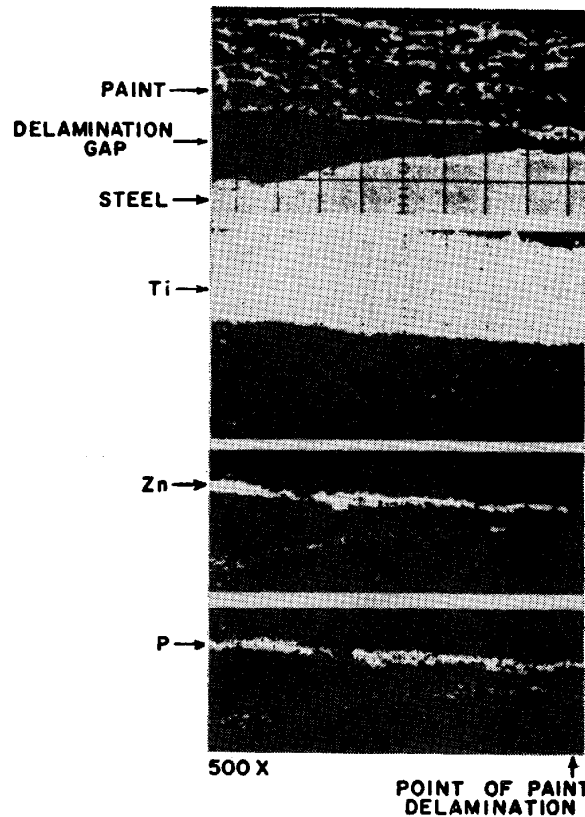 PAINT
DELAMINATION
GAP
STEEL
Ti
Zn
P
500 X
POINT OF PAINT
DELAMINATION